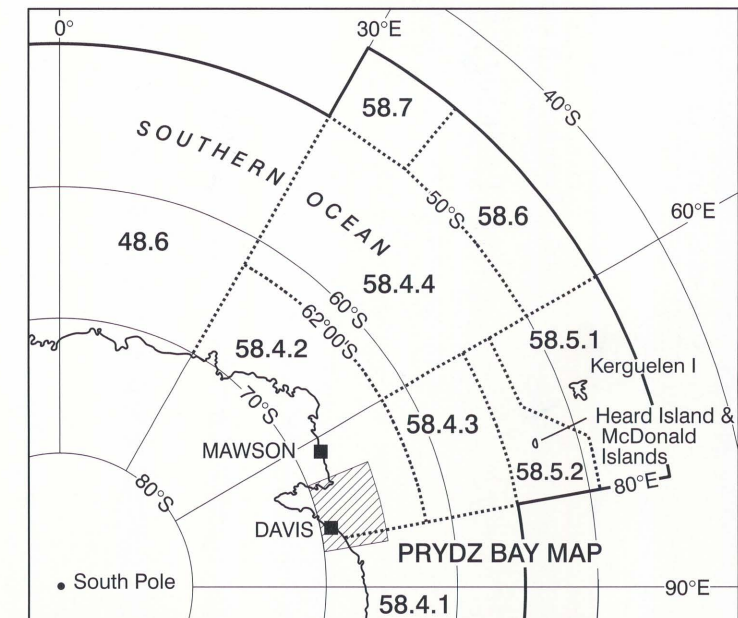 0°
30°E
58.7
40°S
SOUTHERN OCEAN
50°S
58.6
60°E
48.6
58.4.4
60°S
62°00'S
58.4.2
58.5.1
Kerguelen I
70°S
58.4.3
Heard Island &
McDonald
Islands
MAWSON
58.5.2
80°E
80°S
DAVIS
PRYDZ BAY MAP
South Pole
90°E
58.4.1